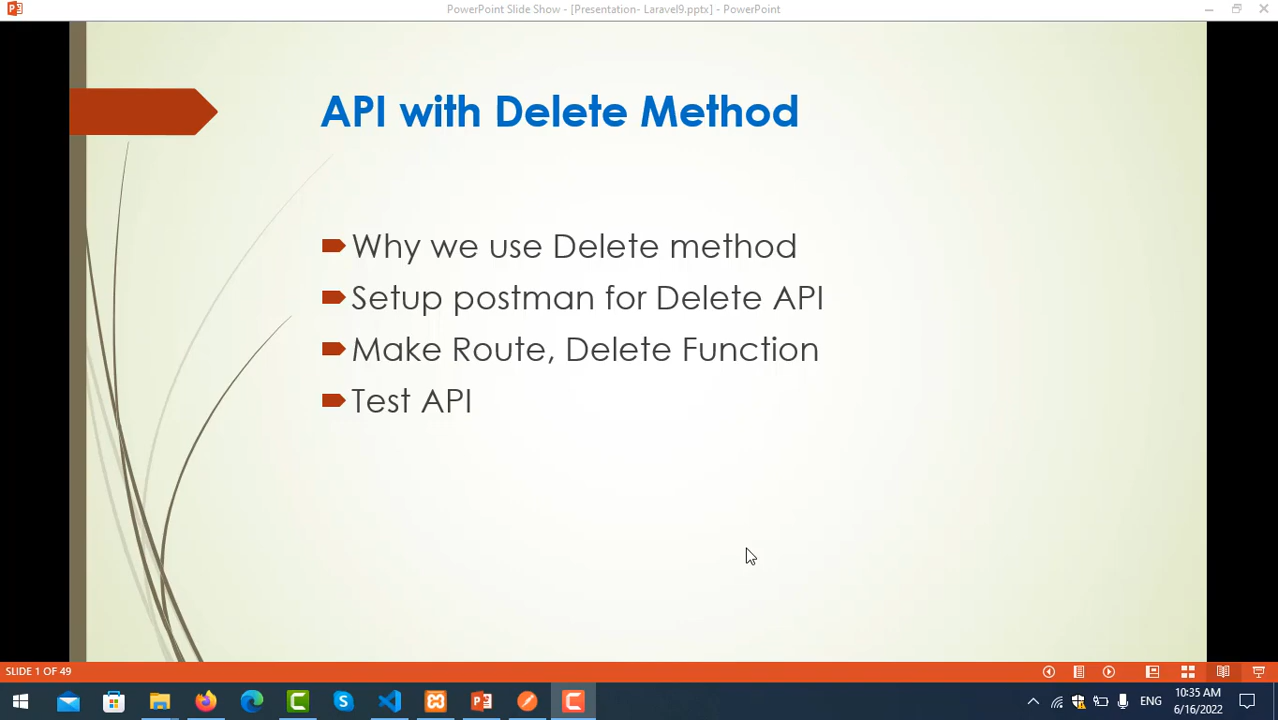 PowerPoint Slide Show - [Presentation- Laravel9.pptx] - PowerPoint
API with Delete Method
Why we use Delete method
Setup postman for Delete API
Make Route, Delete Function
Test API
SLIDE 1 OF 49
ENG
10:35 AM
6/16/2022